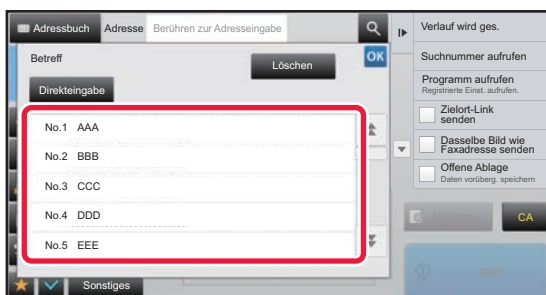 Adressbuch Adresse Berühren zur Adresseingabe
Betreff
Löschen
OK
Direkteingabe
No.1 AAA
No.2 BBB
No.3 CCC
No.4 DDD
No.5 EEE
Sonstiges
Verlauf wird ges.
Suchnummer aufrufen
Programm aufrufen
Registrierte Einst. aufrufen.
Zielort-Link
senden
Dasselbe Bild wie
Faxadresse senden
Offene Ablage
Daten vorüberg. speichern
CA
Start